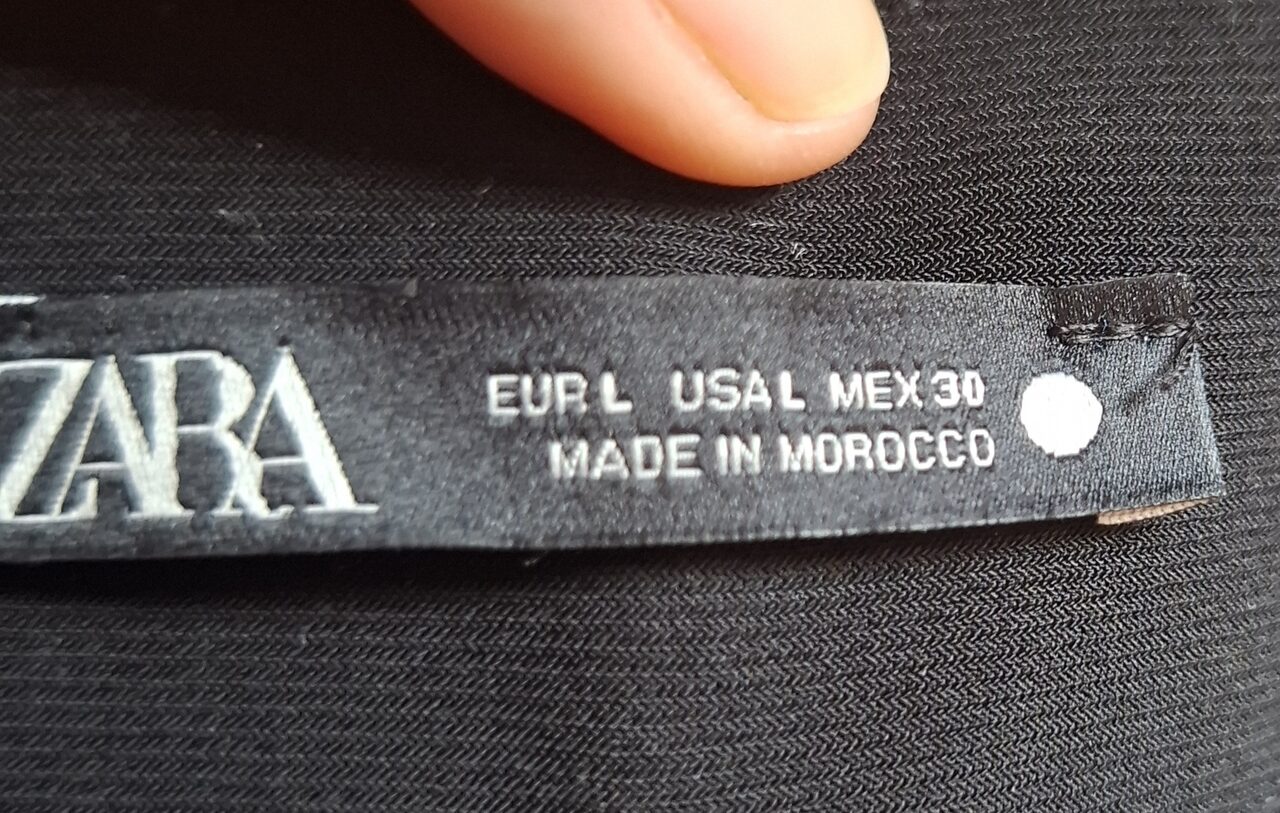 ZARA
EUR L USA L MEX 30
MADE IN MOROCCO